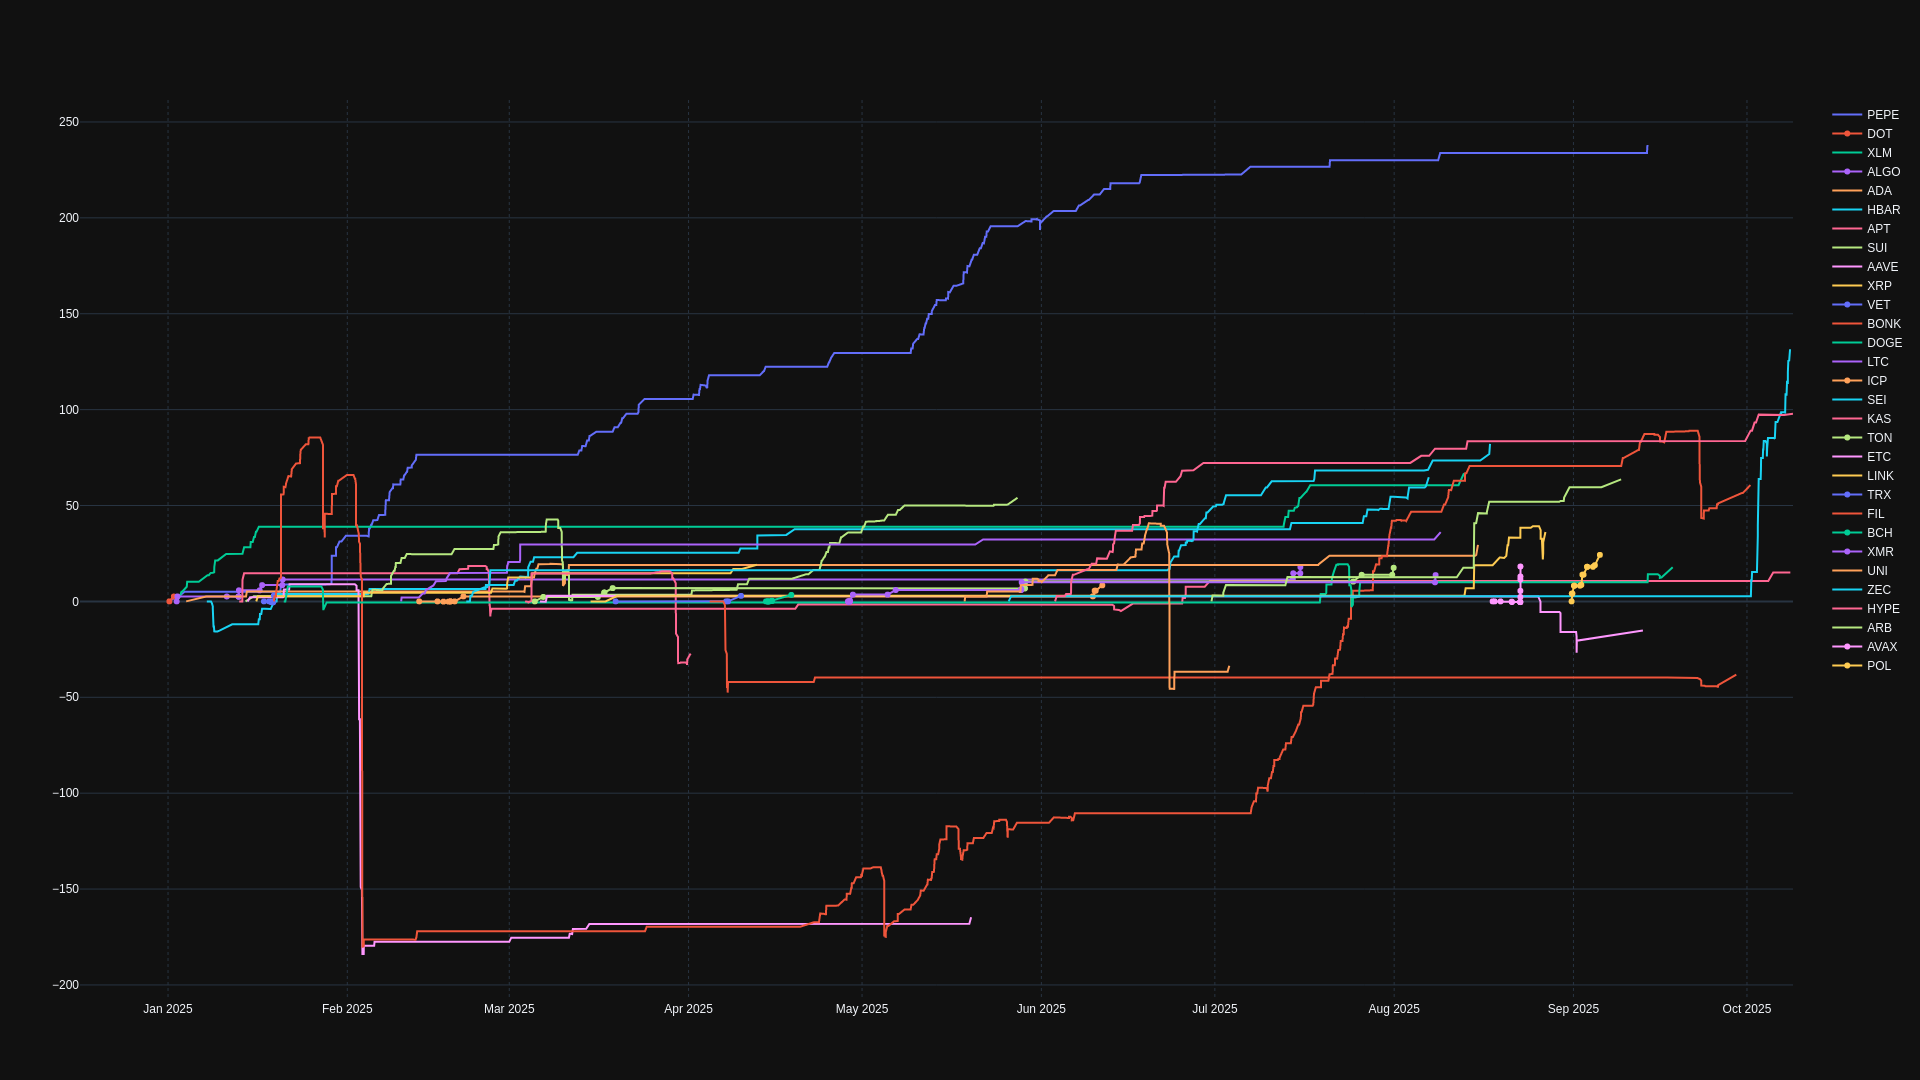 250
200
150
100
50
0
−50
−100
−150
−200
Jan 2025
Feb 2025
Mar 2025
Apr 2025
May 2025
Jun 2025
Jul 2025
Aug 2025
Sep 2025
Oct 2025
PEPE
DOT
XLM
ALGO
ADA
HBAR
APT
SUI
AAVE
XRP
VET
BONK
DOGE
LTC
ICP
SEI
KAS
TON
ETC
LINK
TRX
FIL
BCH
XMR
UNI
ZEC
HYPE
ARB
AVAX
POL